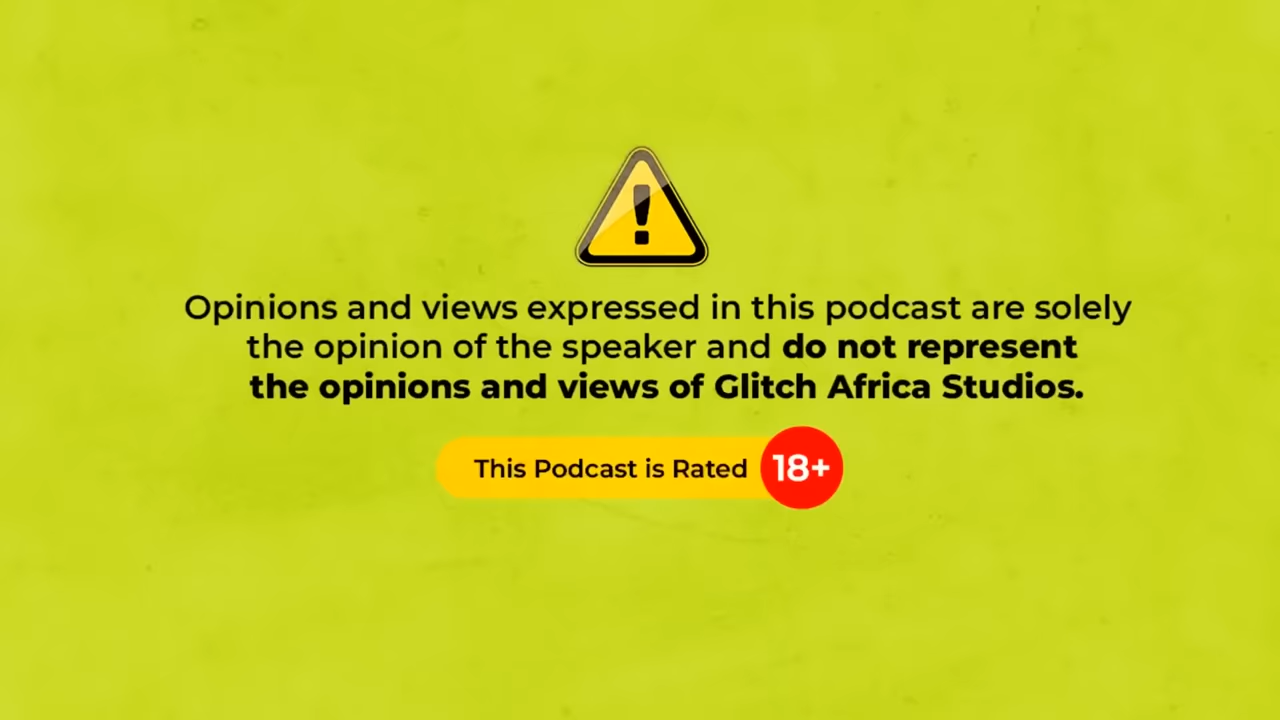 Opinions and views expressed in this podcast are solely
the opinion of the speaker and do not represent
the opinions and views of Glitch Africa Studios.
This Podcast is Rated 18+